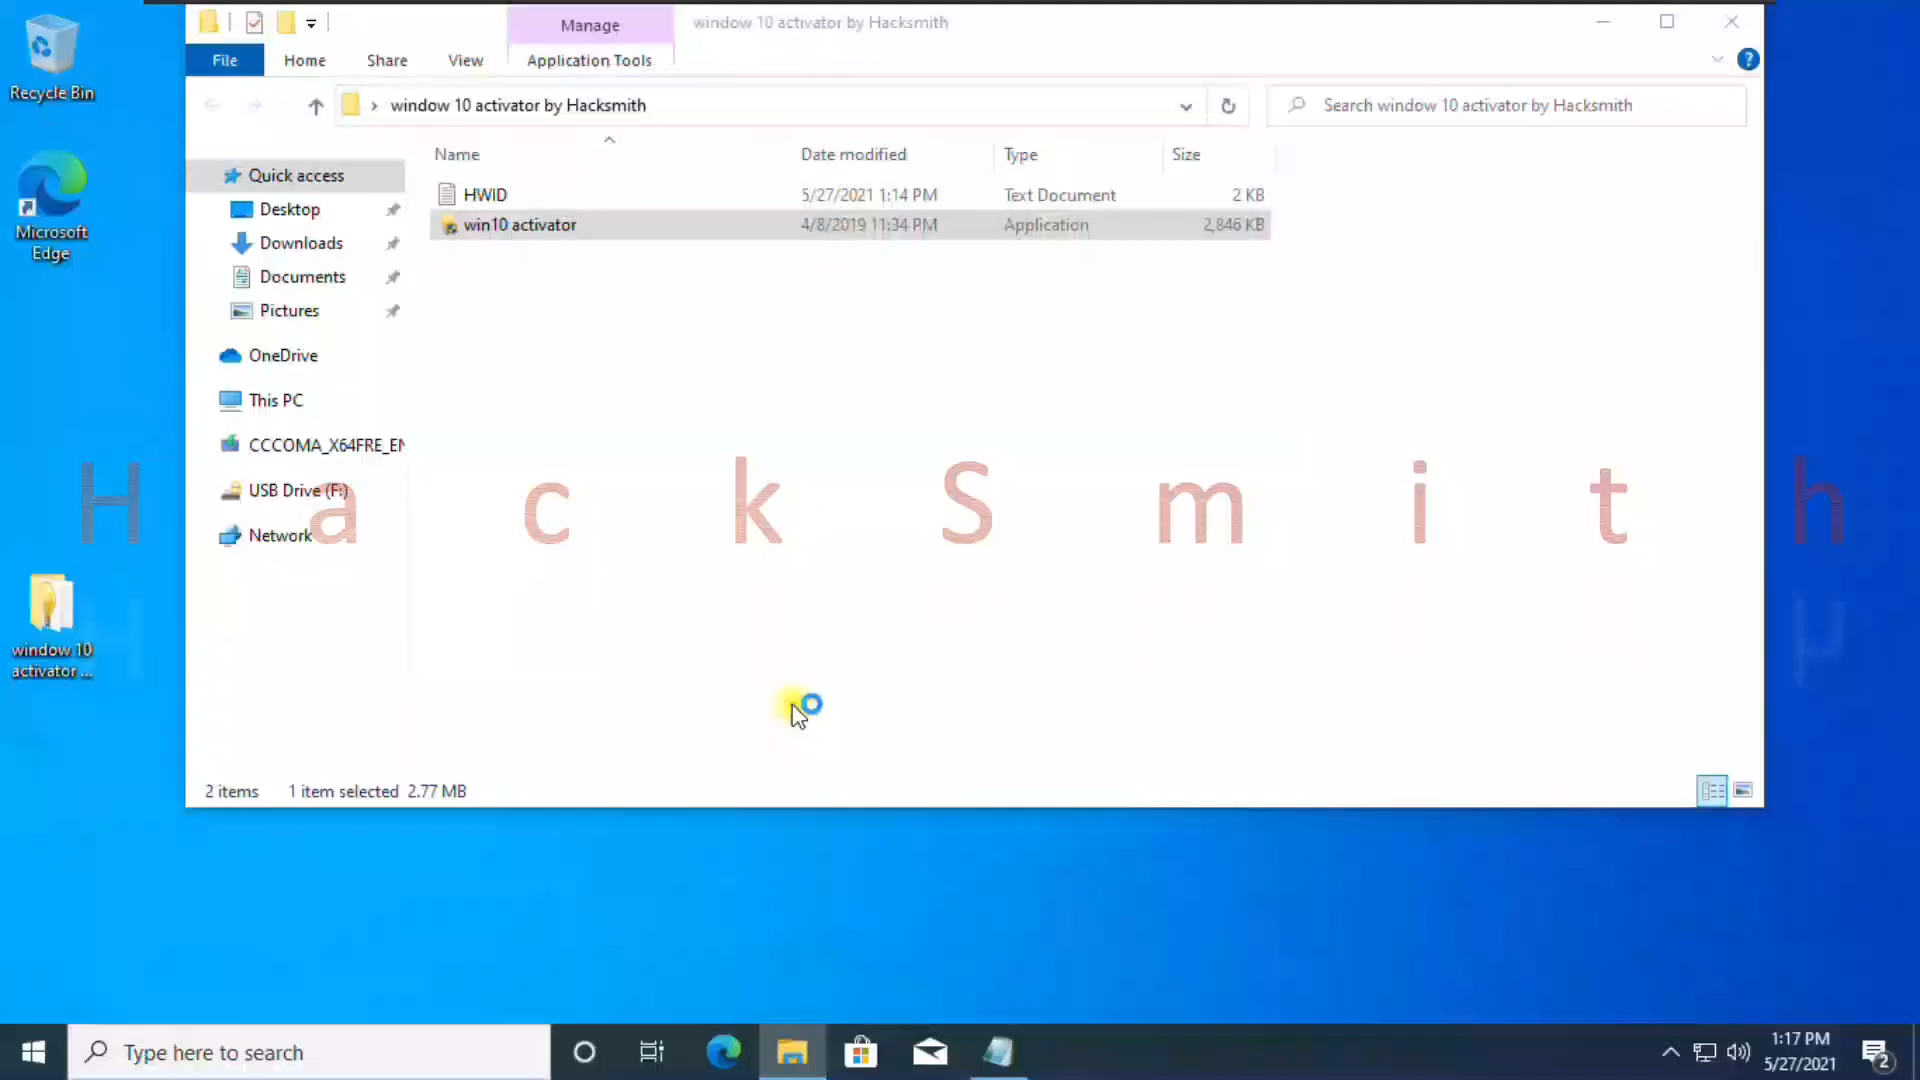 Manage
window 10 activator by Hacksmith
File
Home
Share
View
Application Tools
window 10 activator by Hacksmith
Search window 10 activator by Hacksmith
Name
Date modified
Type
Size
HWID
5/27/2021 1:14 PM
Text Document
2 KB
win10 activator
4/8/2019 11:34 PM
Application
2,846 KB
Quick access
Desktop
Downloads
Documents
Pictures
OneDrive
This PC
CCCOMA_X64FRE_EN
USB Drive (F:)
Network
Recycle Bin
Microsoft
Edge
window 10
activator ...
HackSmith
2 items
1 item selected 2.77 MB
Type here to search
1:17 PM
5/27/2021
2